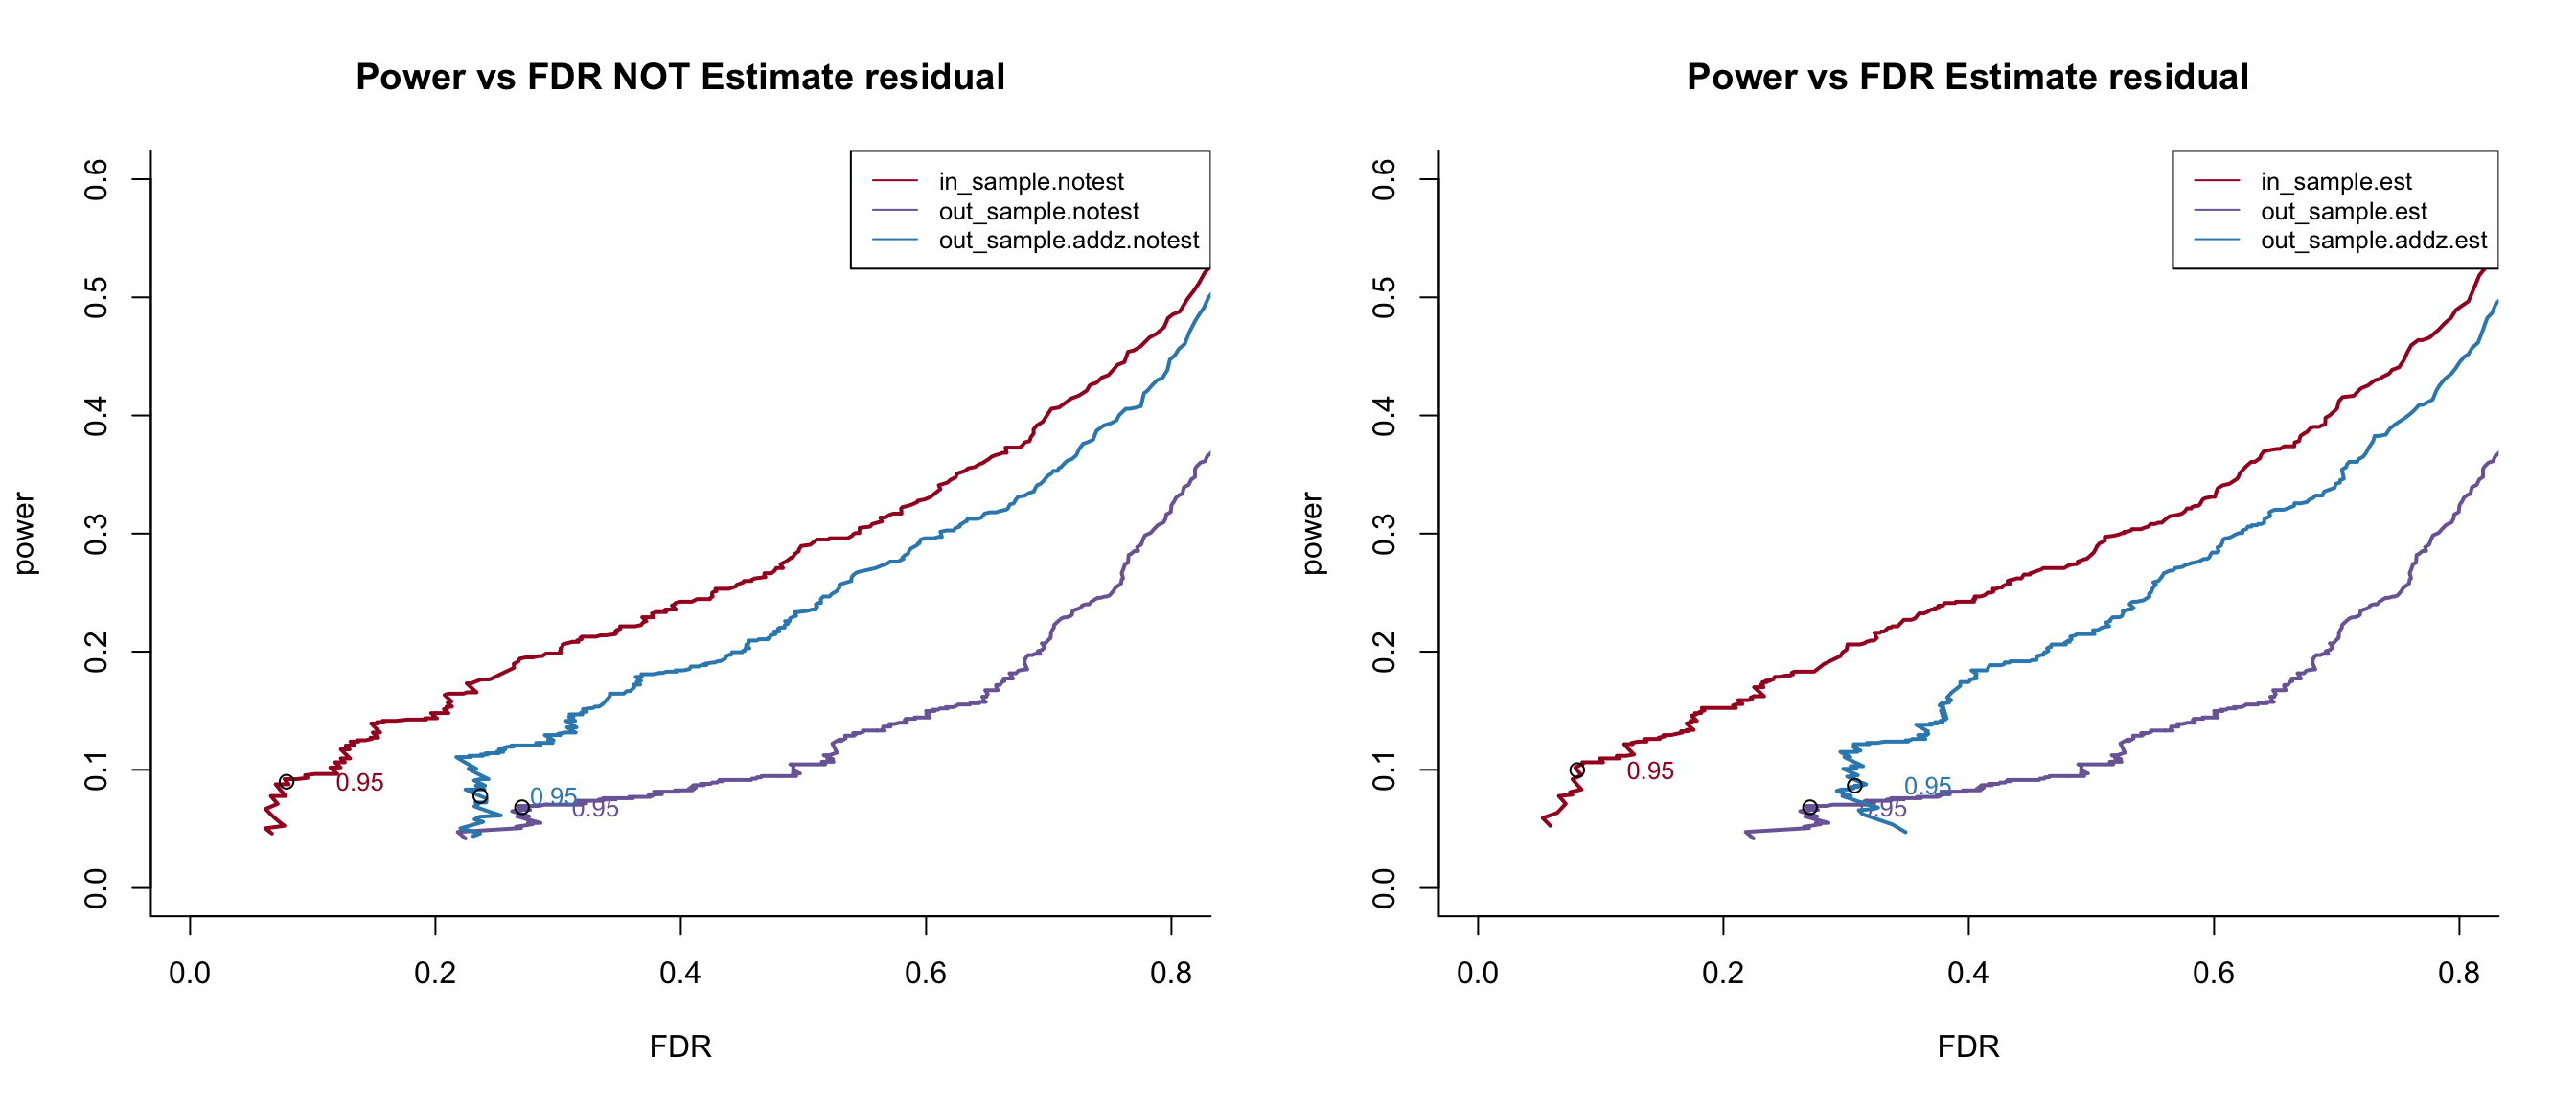 Power vs FDR NOT Estimate residual
power
0.6
0.5
0.4
0.3
0.2
0.1
0.0
in_sample.notest
out_sample.notest
out_sample.addz.notest
0.95
0.95
0.95
0.0 0.2 0.4 0.6 0.8
FDR
Power vs FDR Estimate residual
power
0.6
0.5
0.4
0.3
0.2
0.1
0.0
in_sample.est
out_sample.est
out_sample.addz.est
0.95
0.95
0.95
0.0 0.2 0.4 0.6 0.8
FDR